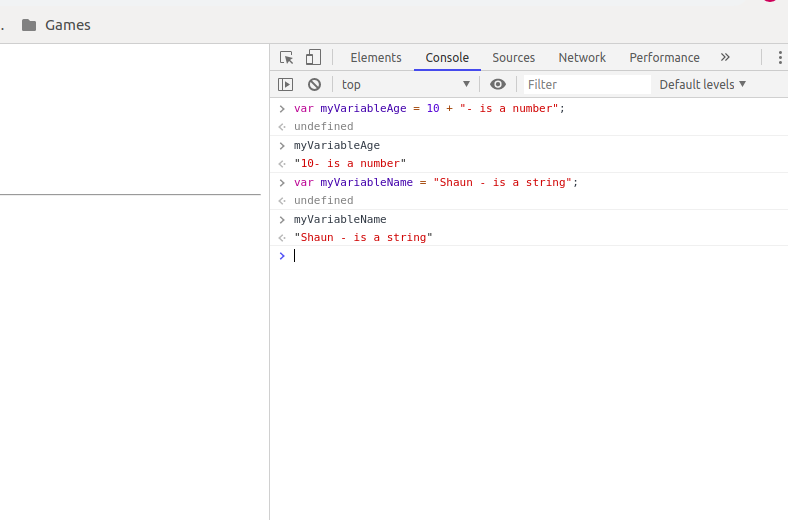 . Games
Elements Console Sources Network Performance »
top Filter Default levels
> var myVariableAge = 10 + "- is a number";
undefined
> myVariableAge
"10- is a number"
> var myVariableName = "Shaun - is a string";
undefined
> myVariableName
"Shaun - is a string"
>